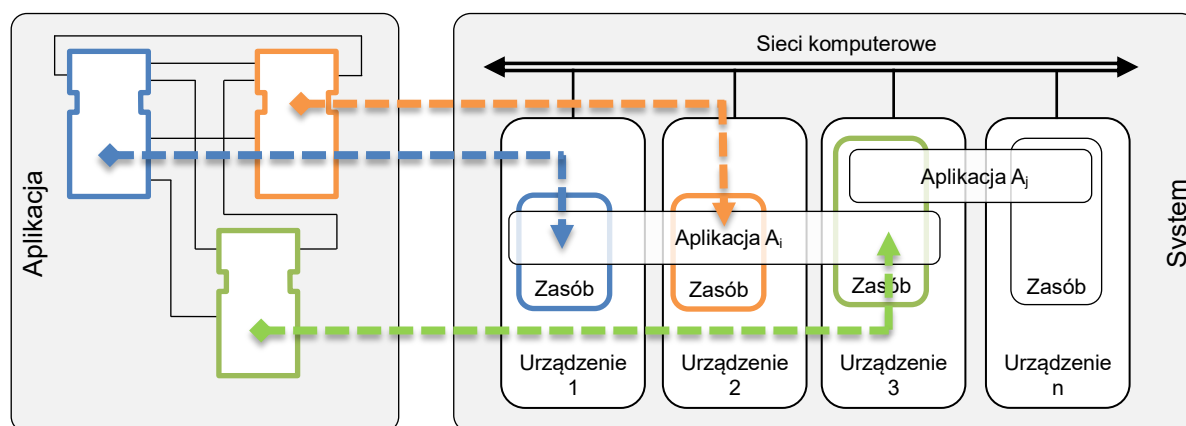 Aplikacja
Sieci komputerowe
Aplikacja Aj
Aplikacja Ai
Zasób
Zasób
Zasób
Zasób
Urządzenie
1
Urządzenie
2
Urządzenie
3
Urządzenie
n
System